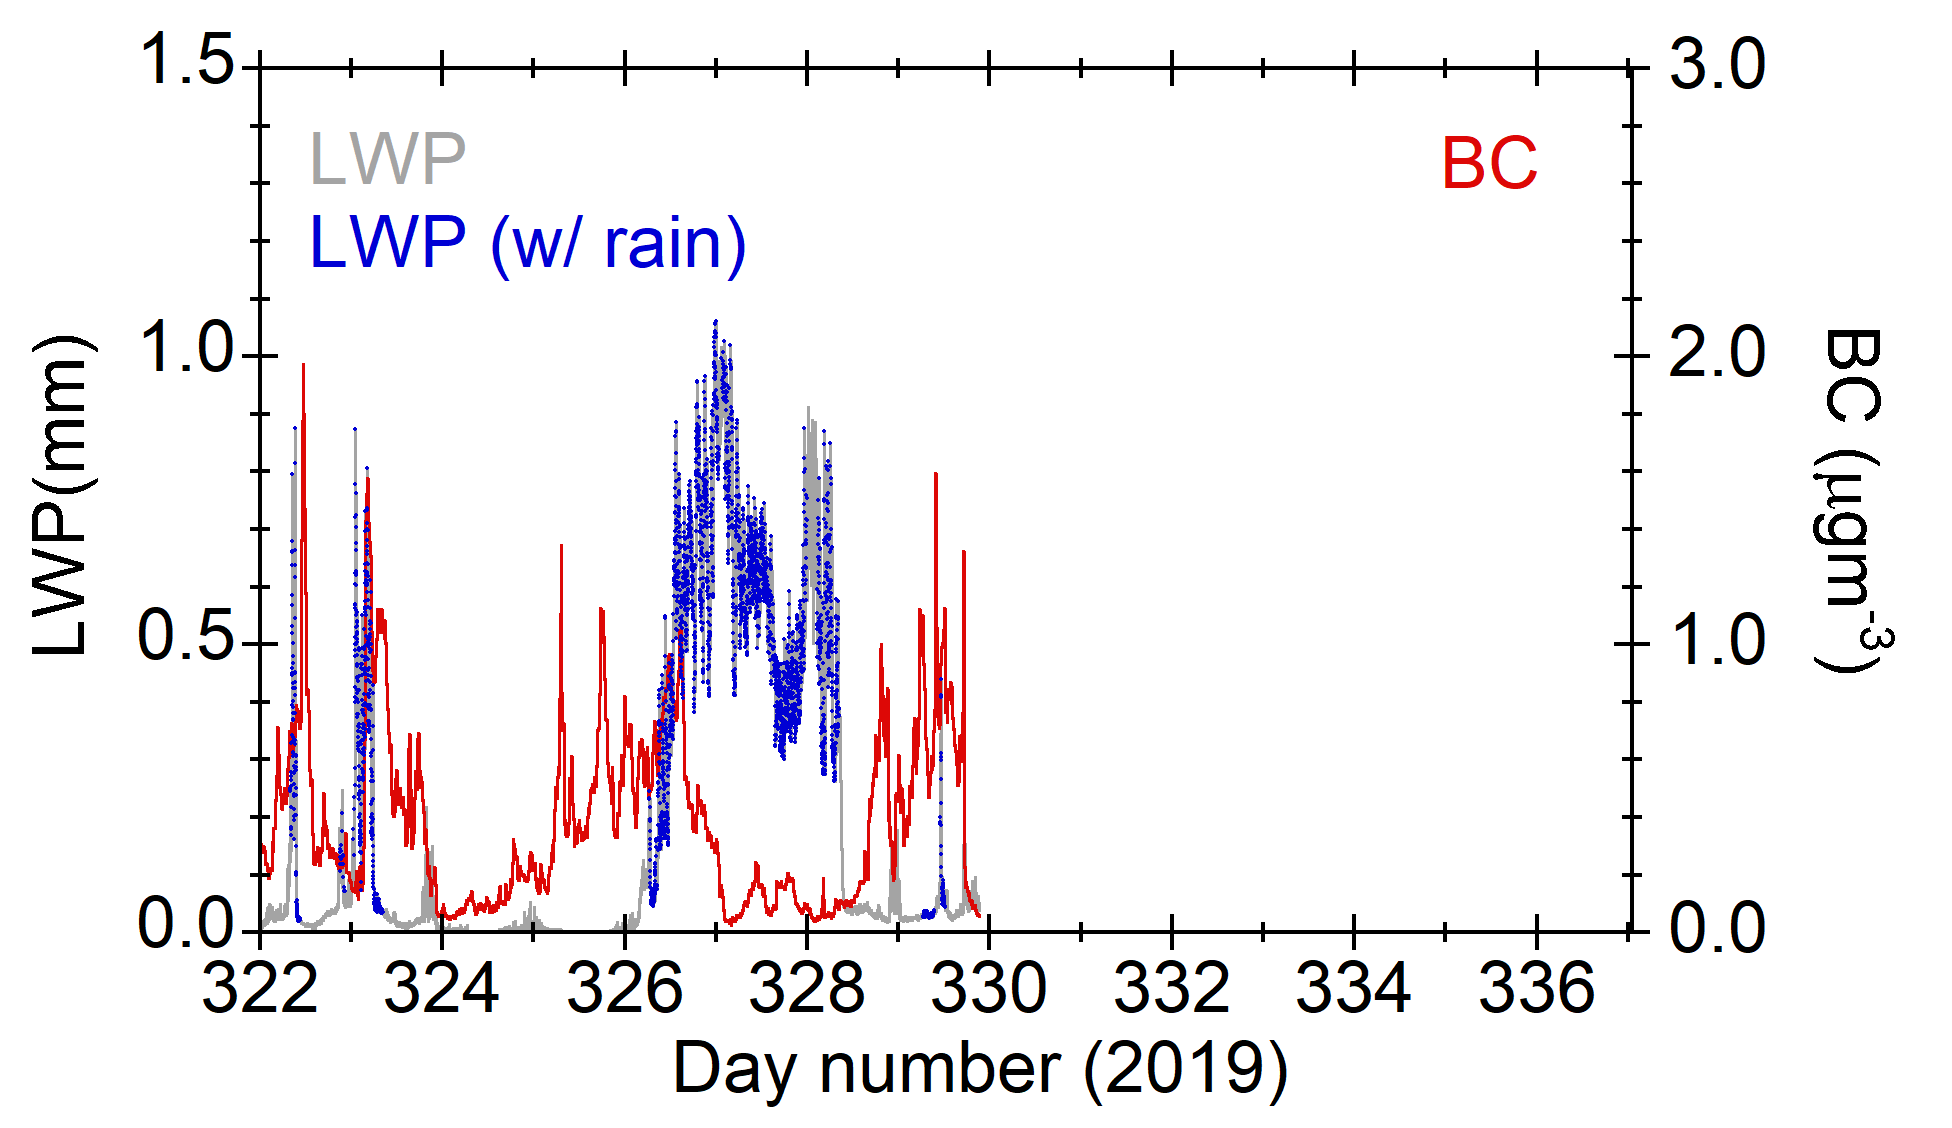 1.5
3.0
LWP
BC
LWP (w/ rain)
1.0
2.0
LWP(mm)
BC (μgm-3)
0.5
1.0
0.0
0.0
322 324 326 328 330 332 334 336
Day number (2019)